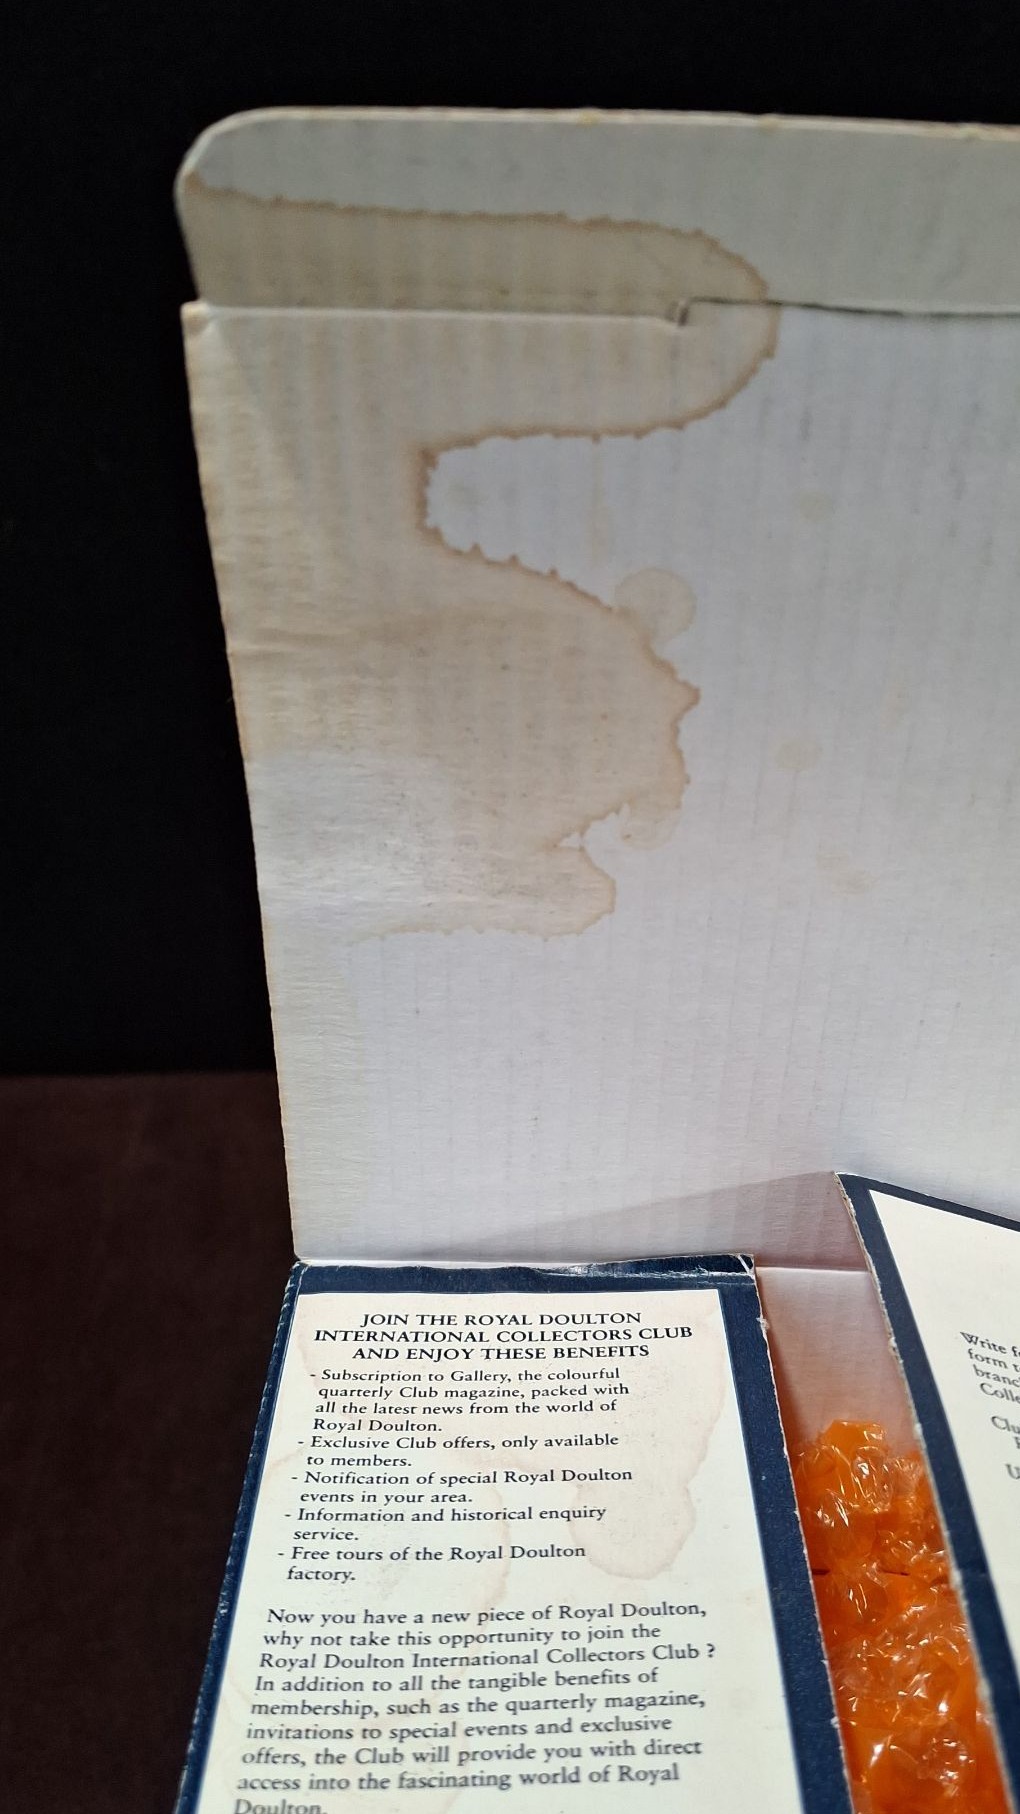 JOIN THE ROYAL DOULTON
INTERNATIONAL COLLECTORS CLUB
AND ENJOY THESE BENEFITS
- Subscription to Gallery, the colourful
quarterly Club magazine, packed with
all the latest news from the world of
Royal Doulton.
- Exclusive Club offers, only available
to members.
- Notification of special Royal Doulton
events in your area.
- Information and historical enquiry
service.
- Free tours of the Royal Doulton
factory.
Now you have a new piece of Royal Doulton,
why not take this opportunity to join the
Royal Doulton International Collectors Club ?
In addition to all the tangible benefits of
membership, such as the quarterly magazine,
invitations to special events and exclusive
offers, the Club will provide you with direct
access into the fascinating world of Royal
Doulton.
Write
form